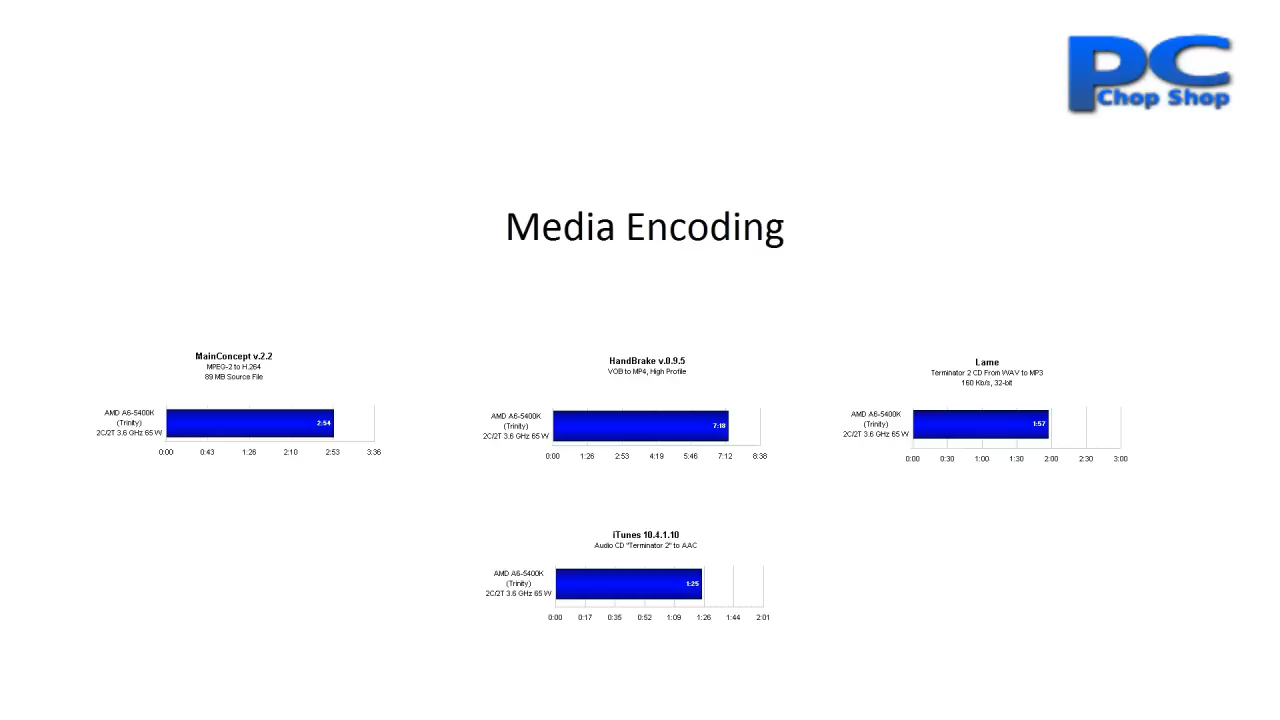 PC
Chop Shop
Media Encoding
MainConcept v.2.2
MPEG-2 to H.264
89 MB Source File
AMD A6-5400K
(Trinity)
2C/2T 3.6 GHz 65 W
2:54
0:00 0:43 1:26 2:10 2:53 3:36
HandBrake v.0.9.5
VOB to MP4, High Profile
AMD A6-5400K
(Trinity)
2C/2T 3.6 GHz 65 W
7:18
0:00 1:26 2:53 4:19 5:46 7:12 8:38
Lame
Terminator 2 CD From WAV to MP3
160 Kb/s, 32-bit
AMD A6-5400K
(Trinity)
2C/2T 3.6 GHz 65 W
1:57
0:00 0:30 1:00 1:30 2:00 2:30 3:00
iTunes 10.4.1.10
Audio CD "Terminator 2" to AAC
AMD A6-5400K
(Trinity)
2C/2T 3.6 GHz 65 W
1:25
0:00 0:17 0:35 0:52 1:09 1:26 1:44 2:01